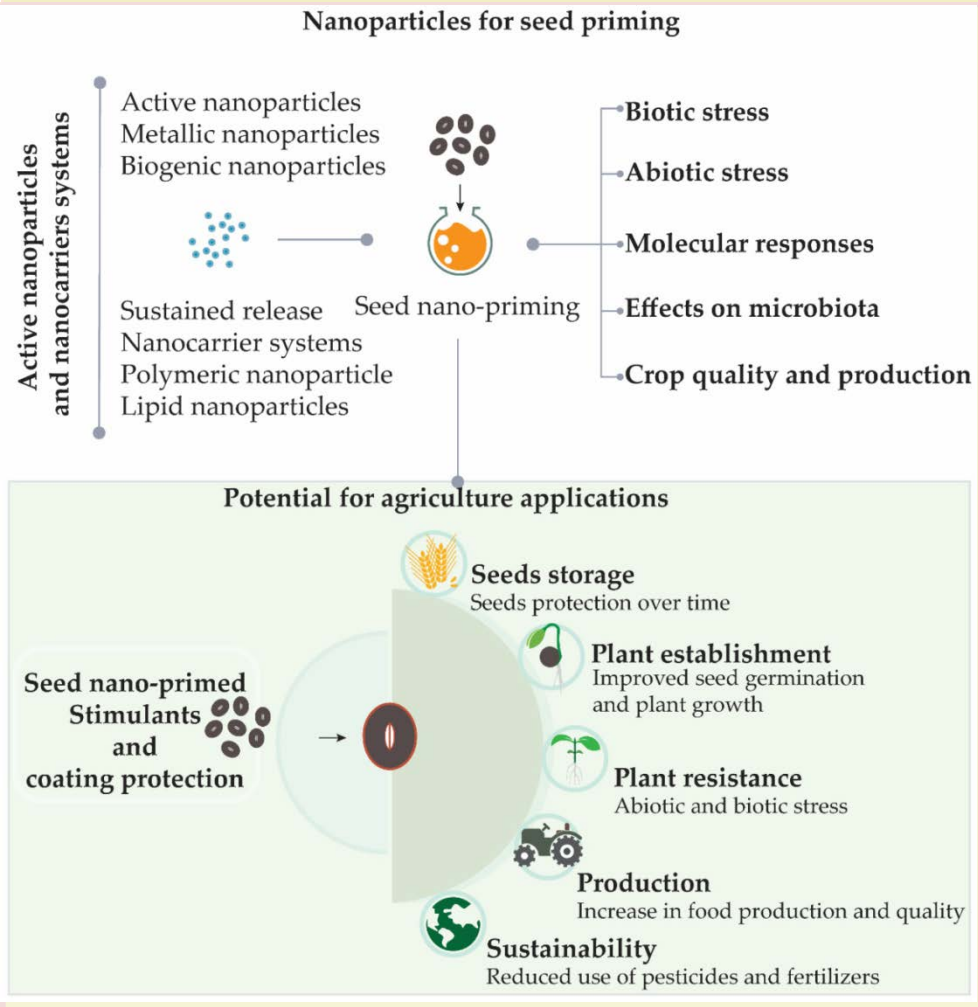 Nanoparticles for seed priming
Active nanoparticles
and nanocarriers systems
Active nanoparticles
Metallic nanoparticles
Biogenic nanoparticles
Sustained release
Nanocarrier systems
Polymeric nanoparticle
Lipid nanoparticles
Seed nano-priming
Biotic stress
Abiotic stress
Molecular responses
Effects on microbiota
Crop quality and production
Potential for agriculture applications
Seed nano-primed
Stimulants
and
coating protection
Seeds storage
Seeds protection over time
Plant establishment
Improved seed germination
and plant growth
Plant resistance
Abiotic and biotic stress
Production
Increase in food production and quality
Sustainability
Reduced use of pesticides and fertilizers